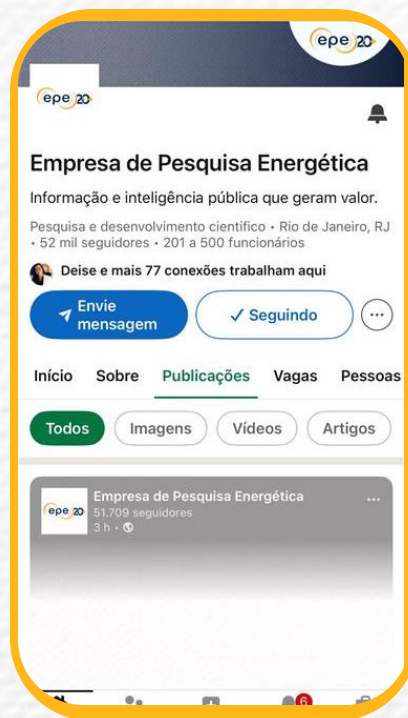 epe 20
epe 20
Empresa de Pesquisa Energética
Informação e inteligência pública que geram valor.
Pesquisa e desenvolvimento cientifico • Rio de Janeiro, RJ
• 52 mil seguidores • 201 a 500 funcionários
Deise e mais 77 conexões trabalham aqui
Envie
mensagem
✓ Seguindo
Início Sobre Publicações Vagas Pessoas
Todos Imagens Vídeos Artigos
epe 20
Empresa de Pesquisa Energética
51.709 seguidores
3 h •
6